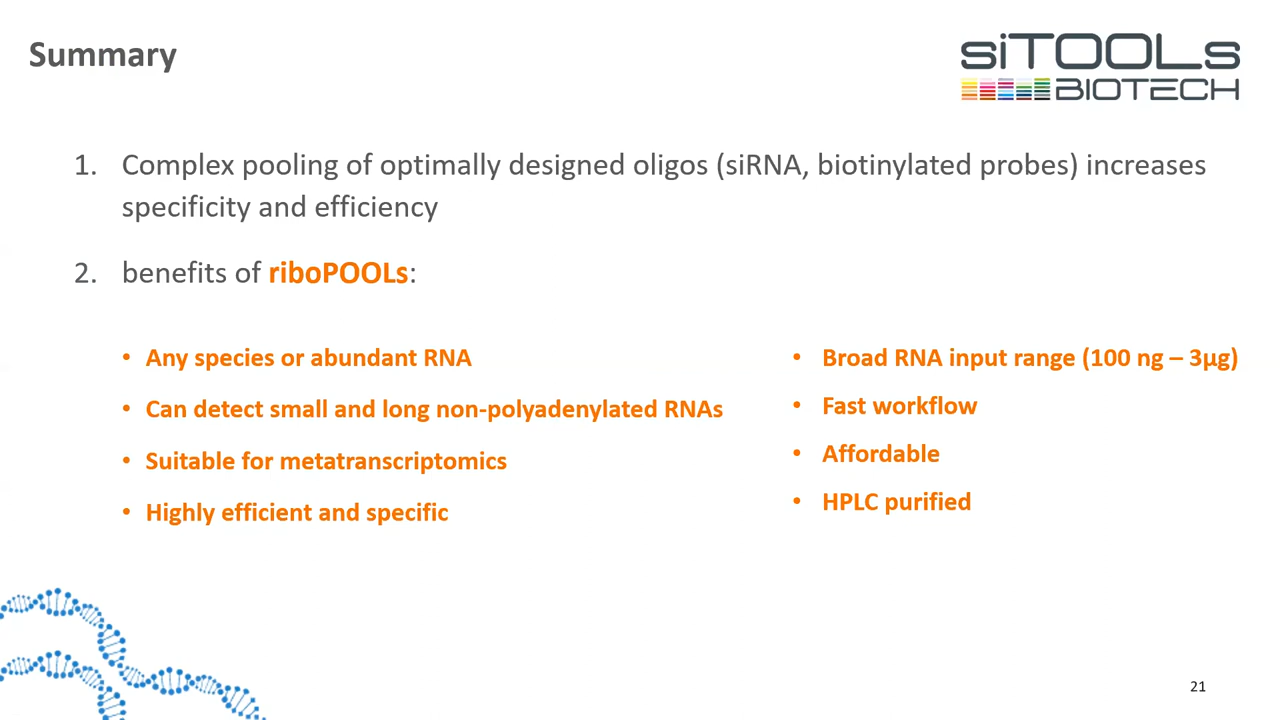 Summary
siTOOLs
BIOTECH
1. Complex pooling of optimally designed oligos (siRNA, biotinylated probes) increases
specificity and efficiency
2. benefits of riboPOOLs:
• Any species or abundant RNA
• Can detect small and long non-polyadenylated RNAs
• Suitable for metatranscriptomics
• Highly efficient and specific
• Broad RNA input range (100 ng – 3µg)
• Fast workflow
• Affordable
• HPLC purified
21